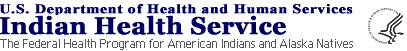 U.S. Department of Health and Human Services
Indian Health Service
The Federal Health Program for American Indians and Alaska Natives